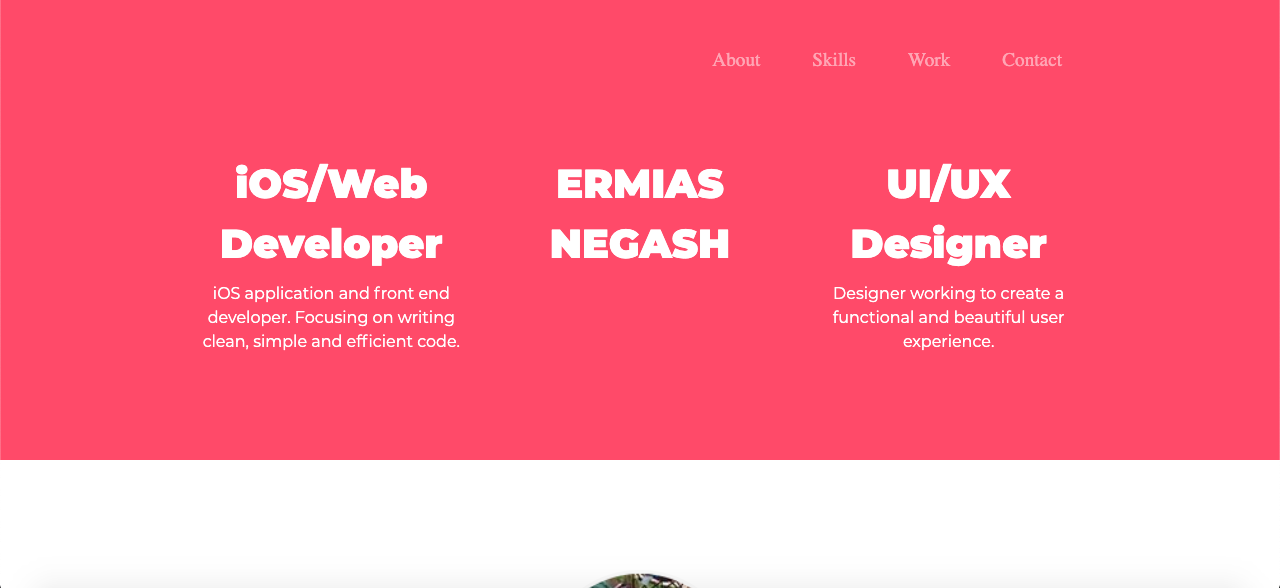 About Skills Work Contact
iOS/Web
Developer
iOS application and front end
developer. Focusing on writing
clean, simple and efficient code.
ERMIAS
NEGASH
UI/UX
Designer
Designer working to create a
functional and beautiful user
experience.